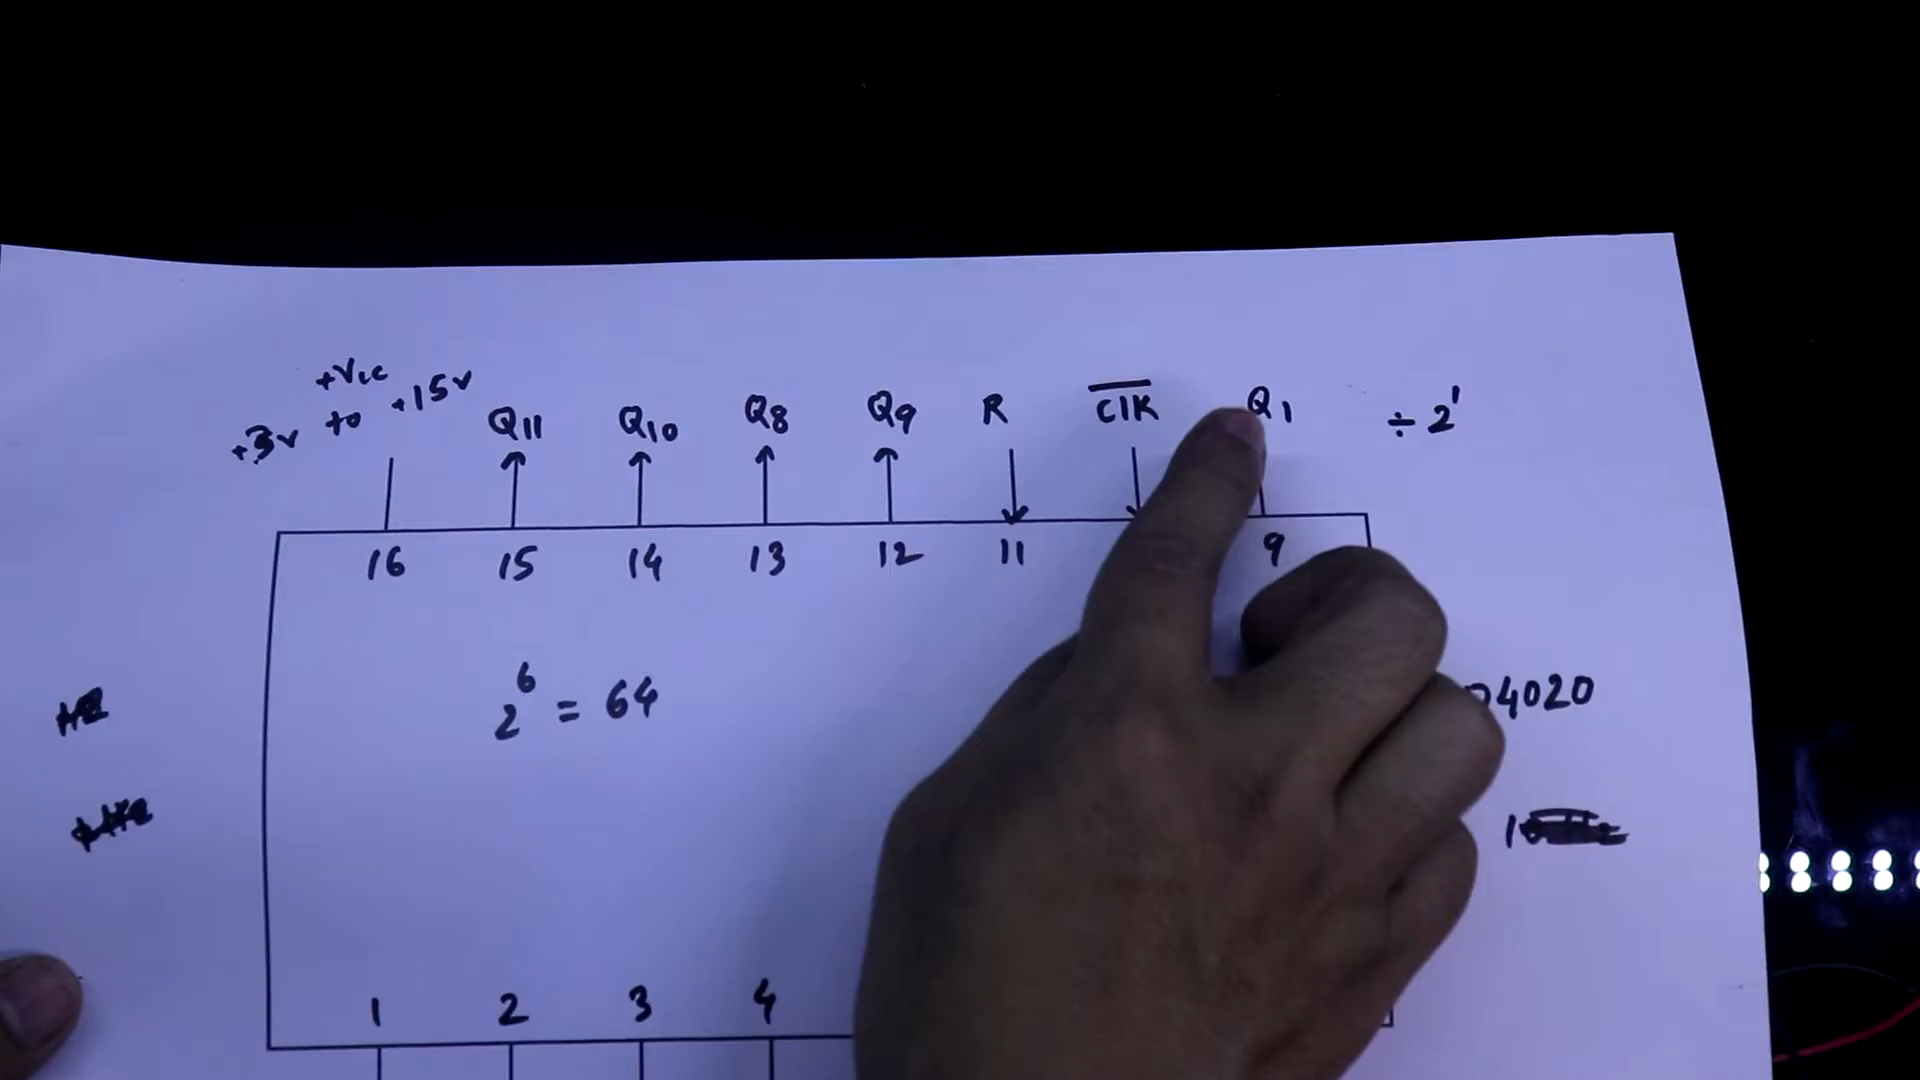 +Vcc
+3v to +15v
Q11 Q10 Q8 Q9 R CLK Q1 ÷ 2¹
16 15 14 13 12 11 9
2⁶ = 64
4020
1 2 3 4